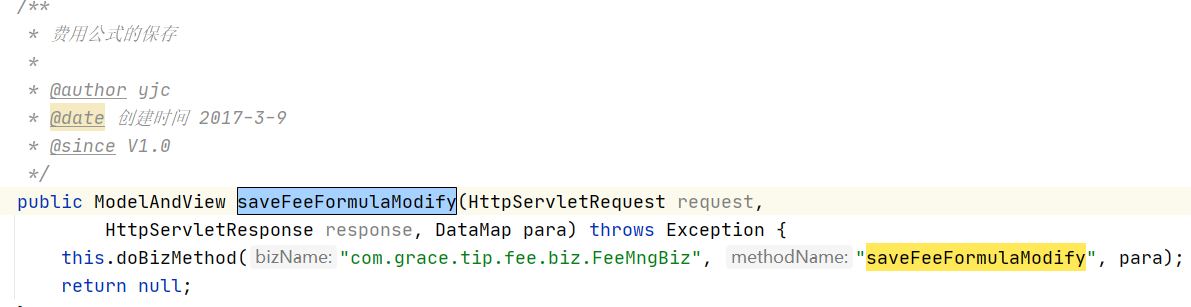 /**
* 费用公式的保存
*
* @author yjc
* @date 创建时间 2017-3-9
* @since V1.0
*/
public ModelAndView saveFeeFormulaModify(HttpServletRequest request,
HttpServletResponse response, DataMap para) throws Exception {
this.doBizMethod( bizName: "com.grace.tip.fee.biz.FeeMngBiz", methodName: "saveFeeFormulaModify", para);
return null;